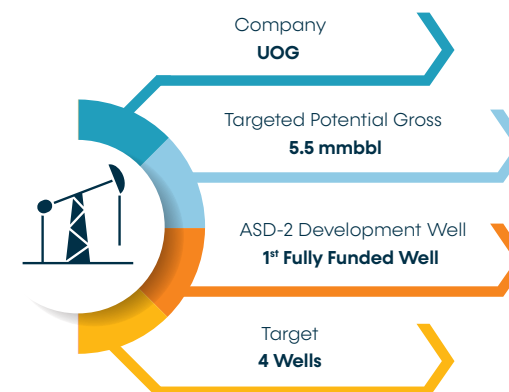 Company
UOG
Targeted Potential Gross
5.5 mmbbl
ASD-2 Development Well
1st Fully Funded Well
Target
4 Wells